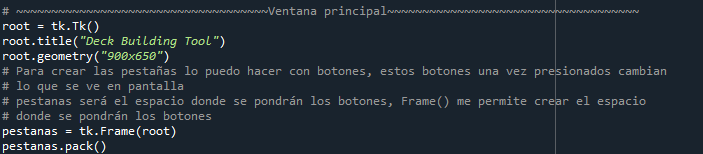 # ~~~~~~~~~~~~~~~~~~~~~~~~~~~~~~~~~~~~~Ventana principal~~~~~~~~~~~~~~~~~~~~~~~~~~~~~~~~~~~~~
root = tk.Tk()
root.title("Deck Building Tool")
root.geometry("900x650")
# Para crear las pestañas lo puedo hacer con botones, estos botones una vez presionados cambian
# lo que se ve en pantalla
# pestanas será el espacio donde se pondrán los botones, Frame() me permite crear el espacio
# donde se pondrán los botones
pestanas = tk.Frame(root)
pestanas.pack()